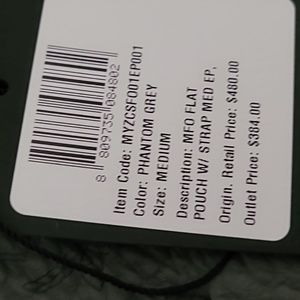 8 809735 084802
Item Code: MYZCSF001EP001
Color: PHANTOM GREY
Size: MEDIUM
Description: MFO FLAT
POUCH W/ STRAP MED EP,
Origin. Retail Price: $480.00
Outlet Price: $384.00